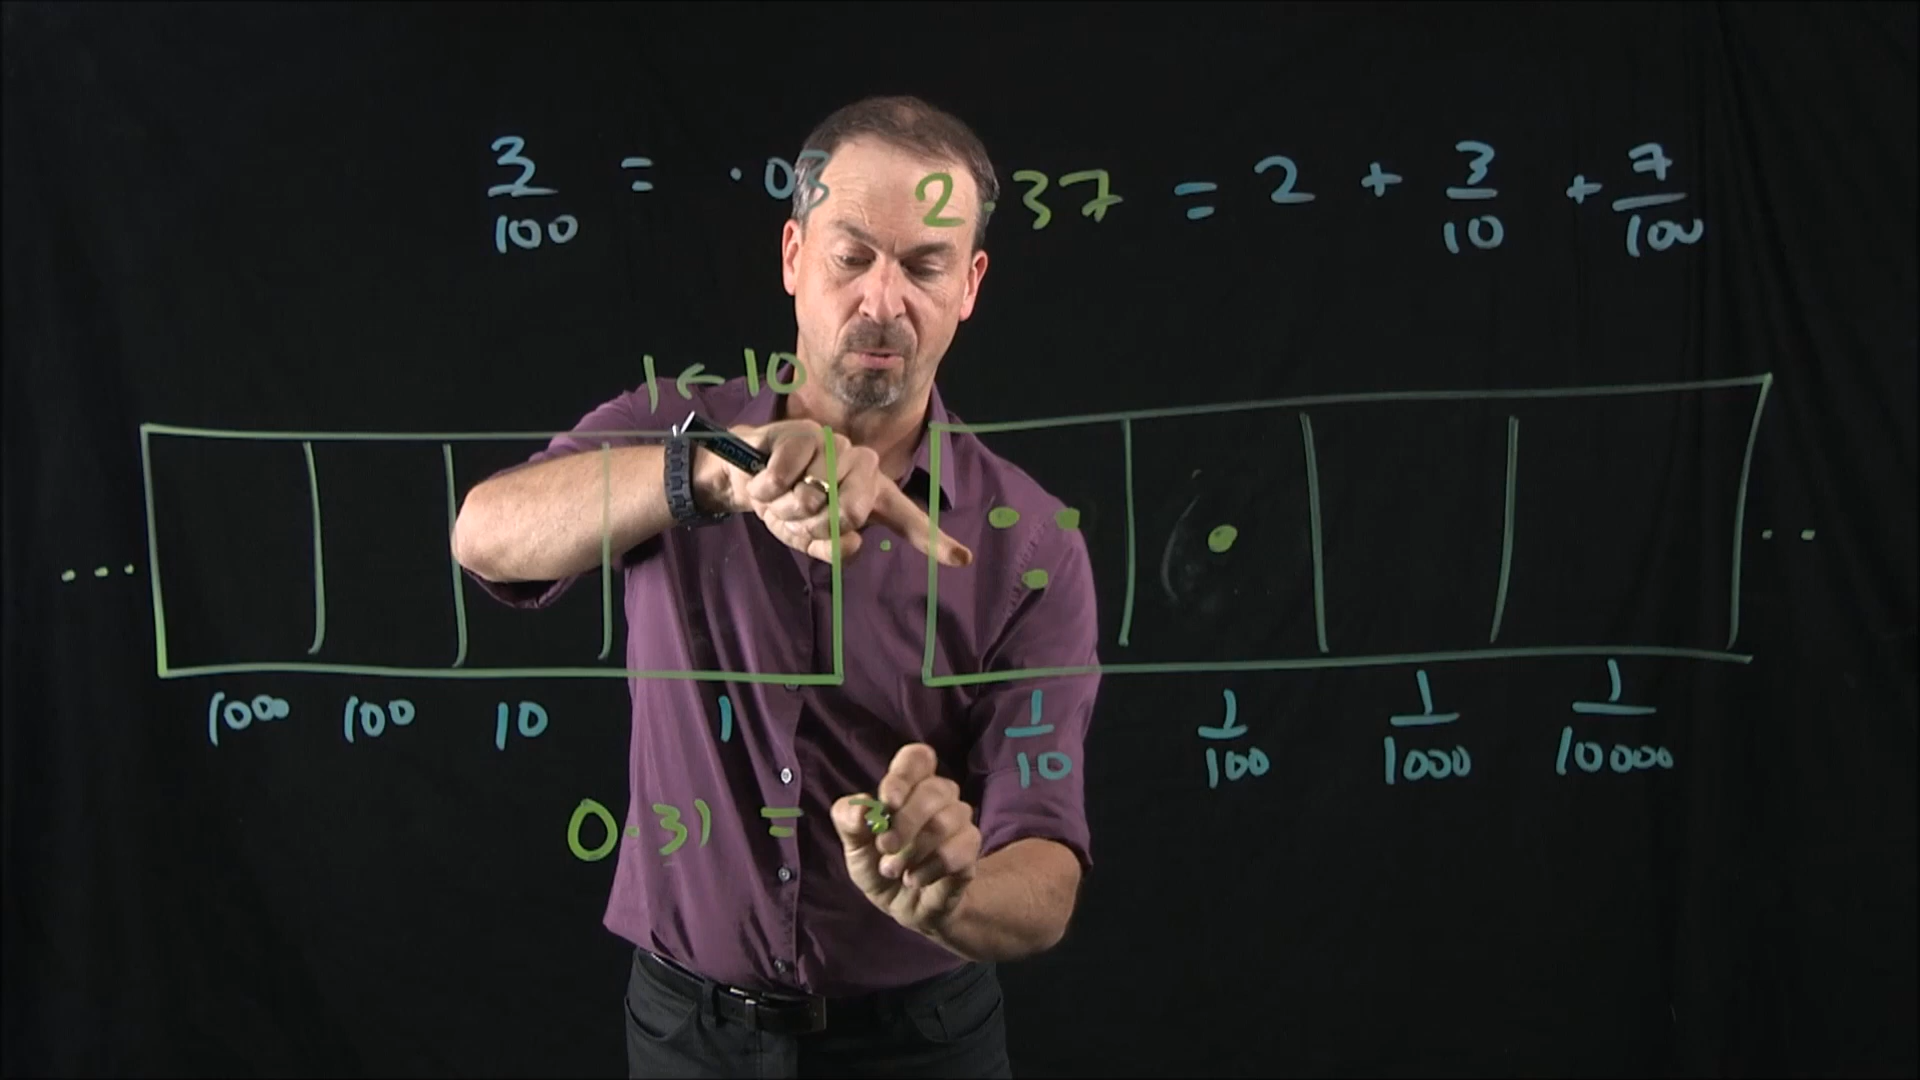 3/100 = .03
2.37 = 2 + 3/10 + 7/100
1 ← 10
... ..
1000 100 10 1 1/10 1/100 1/1000 1/10000
0.31 = 3